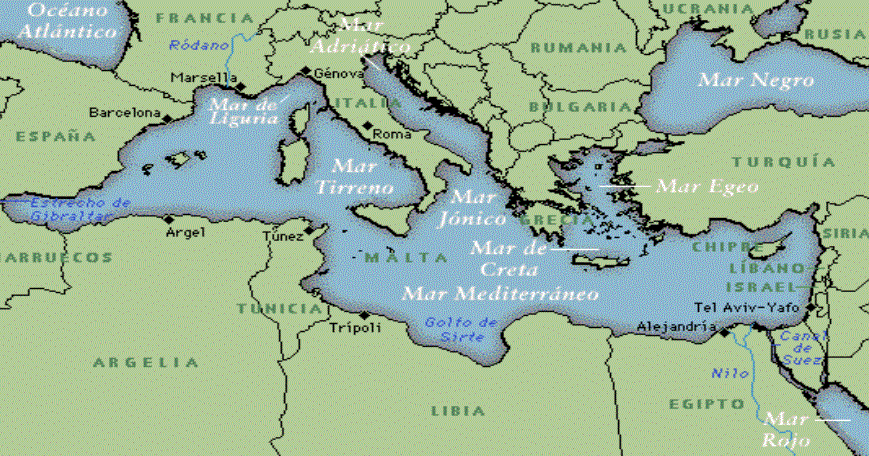 Océano
Atlántico
FRANCIA
Mar
Adriático
UCRANIA
RUSIA
Ródano
RUMANIA
Marsella
Génova
Mar Negro
Mar de
Liguria
ITALIA
BULGARIA
Barcelona
Roma
ESPAÑA
Mar
Tirreno
TURQUÍA
Mar Egeo
Estrecho de
Gibraltar
Mar
Jónico
GRECIA
Argel
Túnez
SIRIA
CHIPRE
Mar de
Creta
ARRUECOS
MALTA
LÍBANO
ISRAEL
Mar Mediterráneo
TUNICIA
Tel Aviv-Yafo
Trípoli
Golfo de
Sirte
Alejandría
Canal
de
Suez
ARGELIA
Nilo
LIBIA
EGIPTO
Mar
Rojo